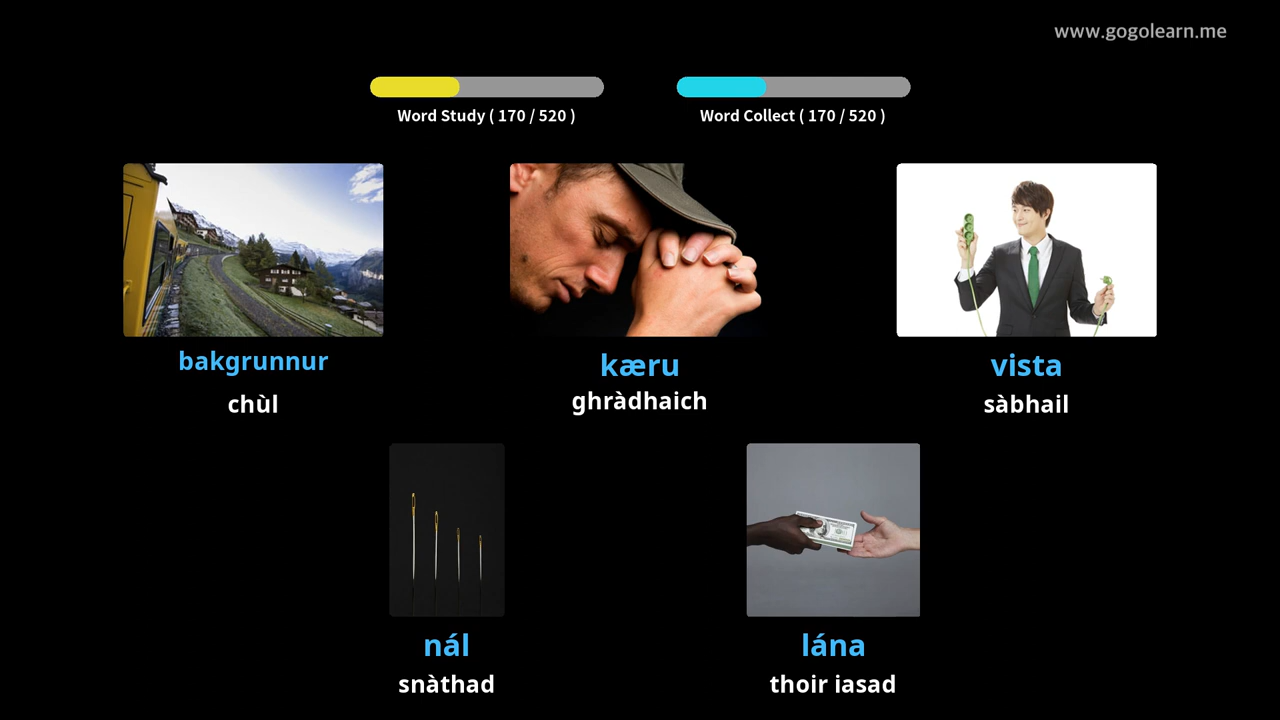 www.gogolearn.me
Word Study ( 170 / 520 )
Word Collect ( 170 / 520 )
bakgrunnur
chùl
kæru
ghràdhaich
vista
sàbhail
nál
snàthad
lána
thoir iasad